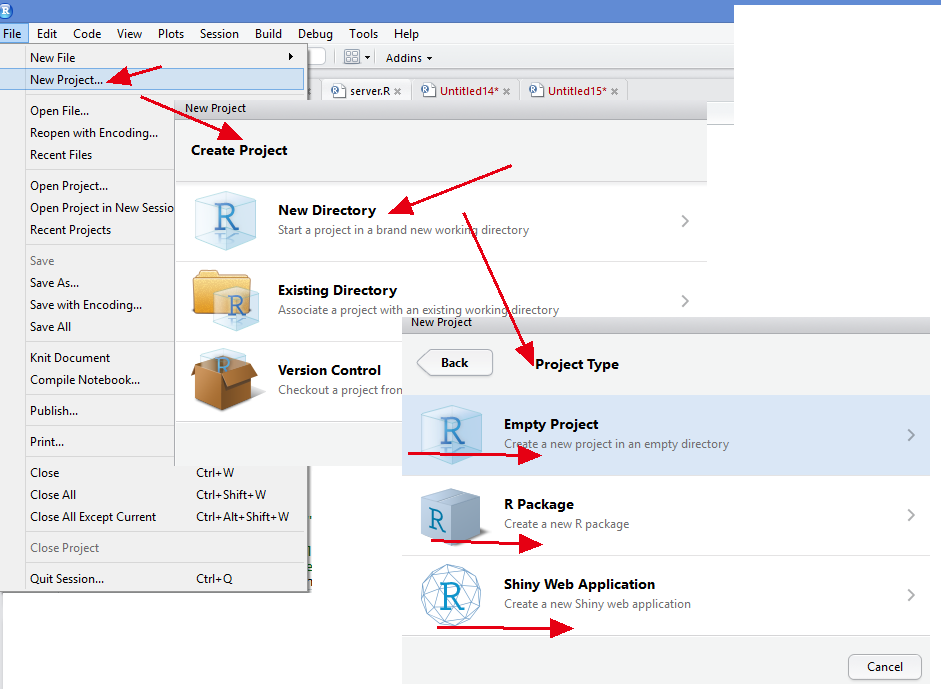 File Edit Code View Plots Session Build Debug Tools Help
New File
Addins
New Project...
server.R
Untitled14*
Untitled15*
Open File...
Reopen with Encoding...
Recent Files
Open Project...
Open Project in New Sessio
Recent Projects
Save
Save As...
Save with Encoding...
Save All
Knit Document
Compile Notebook...
Publish...
Print...
Close Ctrl+W
Close All Ctrl+Shift+W
Close All Except Current Ctrl+Alt+Shift+W
Close Project
Quit Session... Ctrl+Q
New Project
Create Project
New Directory
Start a project in a brand new working directory
Existing Directory
Associate a project with an existing working directory
Version Control
Checkout a project from
New Project
Back
Project Type
Empty Project
Create a new project in an empty directory
R Package
Create a new R package
Shiny Web Application
Create a new Shiny web application
Cancel